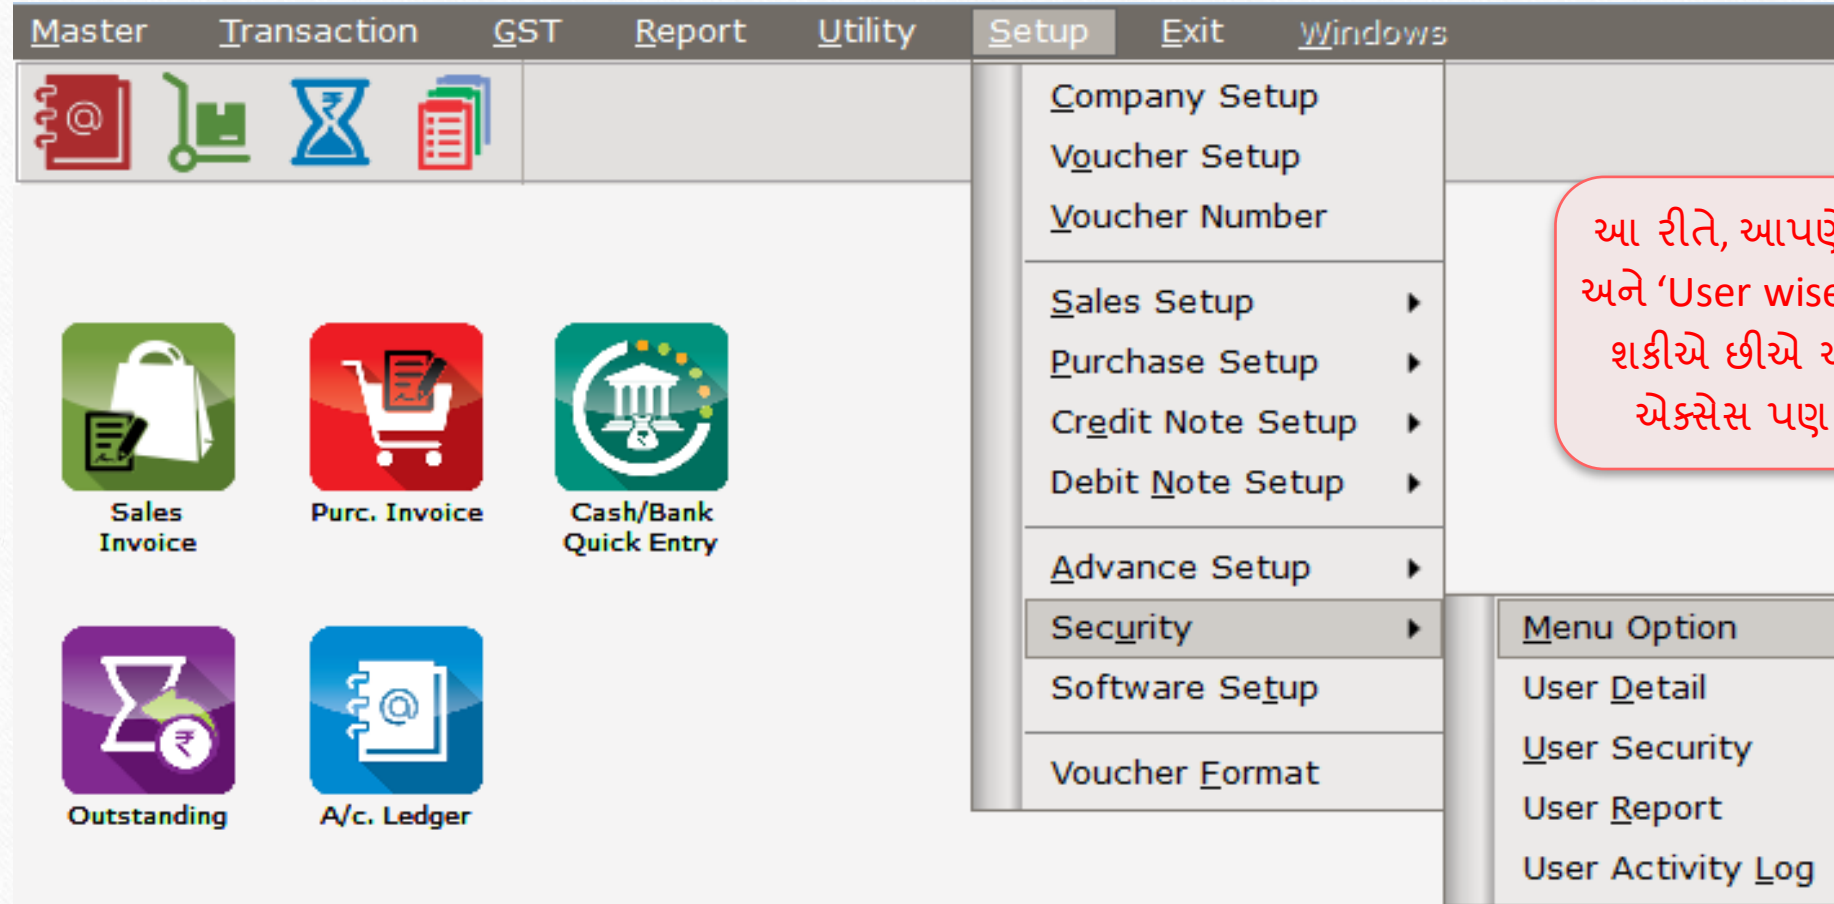 Master Transaction GST Report Utility Setup Exit Windows
Company Setup
Voucher Setup
Voucher Number
Sales Setup
Purchase Setup
Credit Note Setup
Debit Note Setup
Advance Setup
Security
Software Setup
Voucher Format
Menu Option
User Detail
User Security
User Report
User Activity Log
આ રીતે, આપણે
અને ‘User wise
શકીએ છીએ
એક્સેસ પણ
Sales
Invoice
Purc. Invoice
Cash/Bank
Quick Entry
Outstanding
A/c. Ledger